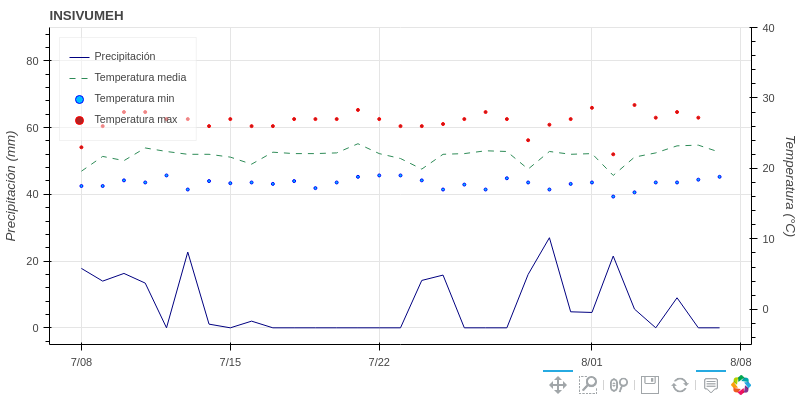 INSIVUMEH
Precipitación
Temperatura media
Temperatura min
Temperatura max
Precipitación (mm)
80
60
40
20
0
Temperatura (°C)
40
30
20
10
0
7/08
7/15
7/22
8/01
8/08